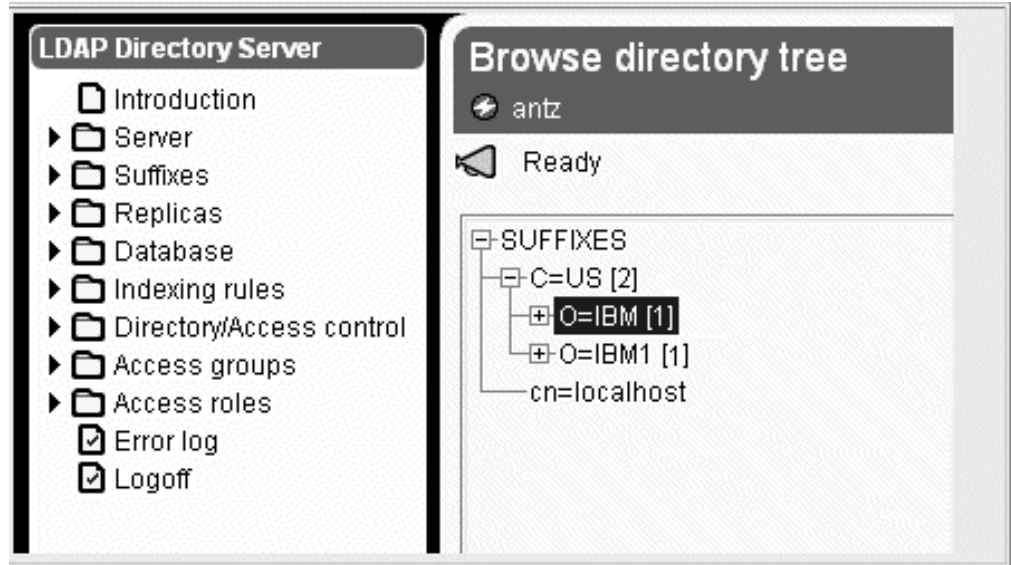 LDAP Directory Server
Introduction
Server
Suffixes
Replicas
Database
Indexing rules
Directory/Access control
Access groups
Access roles
Error log
Logoff
Browse directory tree
antz
Ready
SUFFIXES
C=US [2]
O=IBM [1]
O=IBM1 [1]
cn=localhost